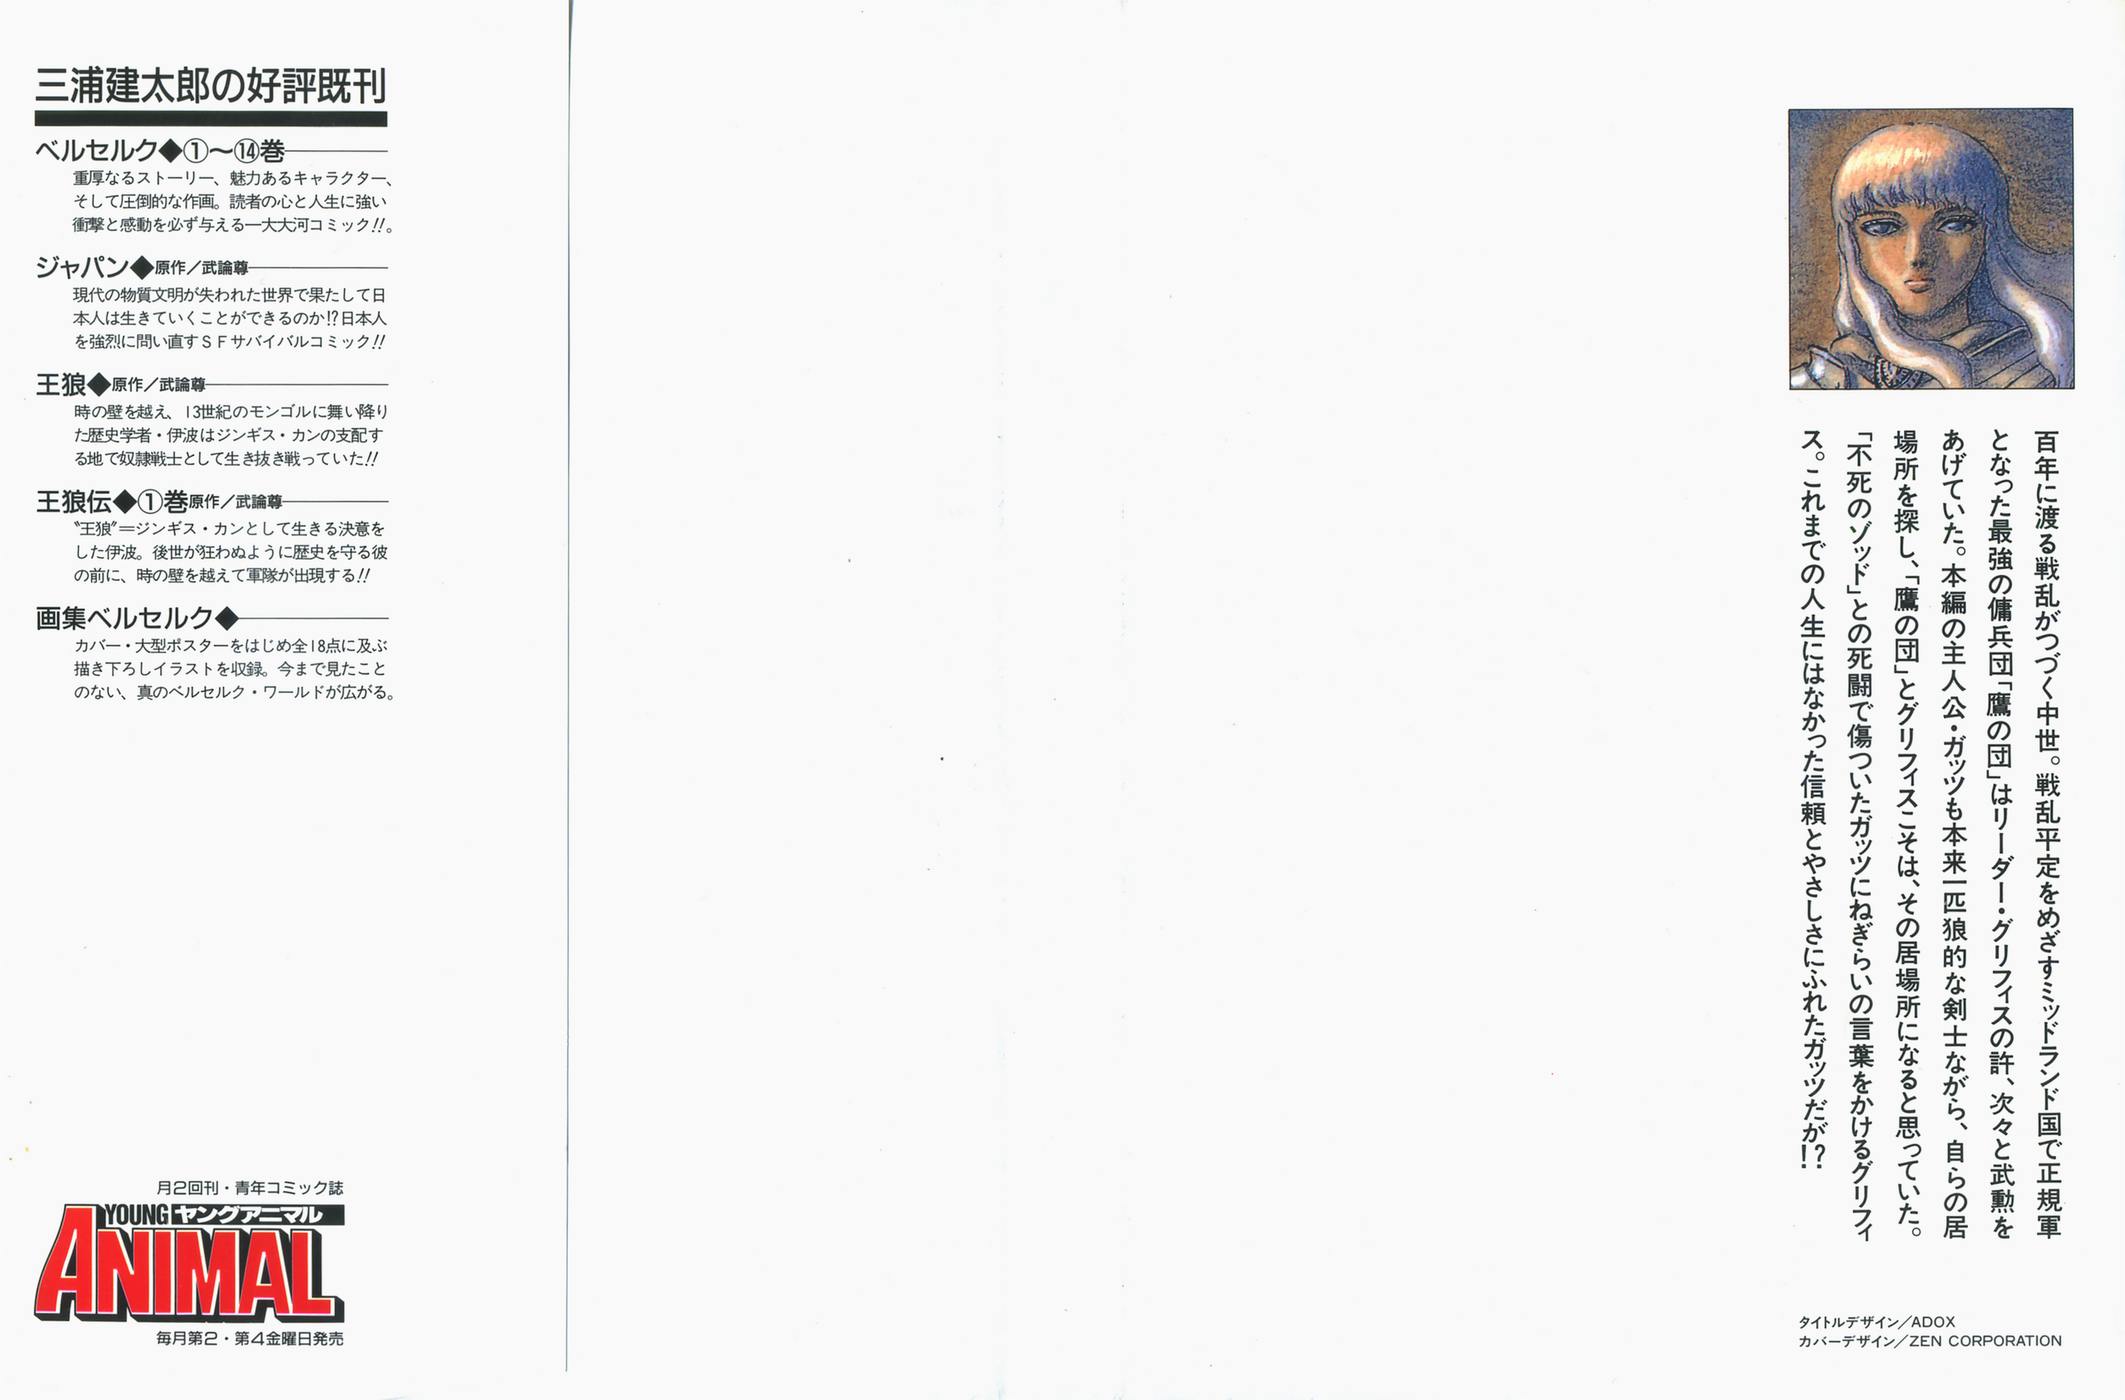 三浦建太郎の好評既刊
ベルセルク◆①〜⑭巻
重厚なるストーリー、魅力あるキャラクター、
そして圧倒的な作画。読者の心と人生に強い
衝撃と感動を必ず与える一大大河コミック!!。
ジャパン◆原作／武論尊
現代の物質文明が失われた世界で果たして日
本人は生きていくことができるのか!?日本人
を強烈に問い直すＳＦサバイバルコミック!!
王狼◆原作／武論尊
時の壁を越え、13世紀のモンゴルに舞い降り
た歴史学者・伊波はジンギス・カンの支配す
る地で奴隷戦士として生き抜き戦っていた!!
王狼伝◆①巻原作／武論尊
〝王狼〟＝ジンギス・カンとして生きる決意を
した伊波。後世が狂わぬように歴史を守る彼
の前に、時の壁を越えて軍隊が出現する!!
画集ベルセルク◆
カバー・大型ポスターをはじめ全18点に及ぶ
描き下ろしイラストを収録。今まで見たこと
のない、真のベルセルク・ワールドが広がる。
月2回刊・青年コミック誌
YOUNG ヤングアニマル
ANIMAL
毎月第2・第4金曜日発売
百年に渡る戦乱がつづく中世。戦乱平定をめざすミッドランド国で正規軍
となった最強の傭兵団「鷹の団」はリーダー・グリフィスの許、次々と武勲を
あげていた。本編の主人公・ガッツも本来一匹狼的な剣士ながら、自らの居
場所を探し、「鷹の団」とグリフィスこそは、その居場所になると思っていた。
「不死のゾッド」との死闘で傷ついたガッツにねぎらいの言葉をかけるグリフィ
ス。これまでの人生にはなかった信頼とやさしさにふれたガッツだが!?
タイトルデザイン／ADOX
カバーデザイン／ZEN CORPORATION